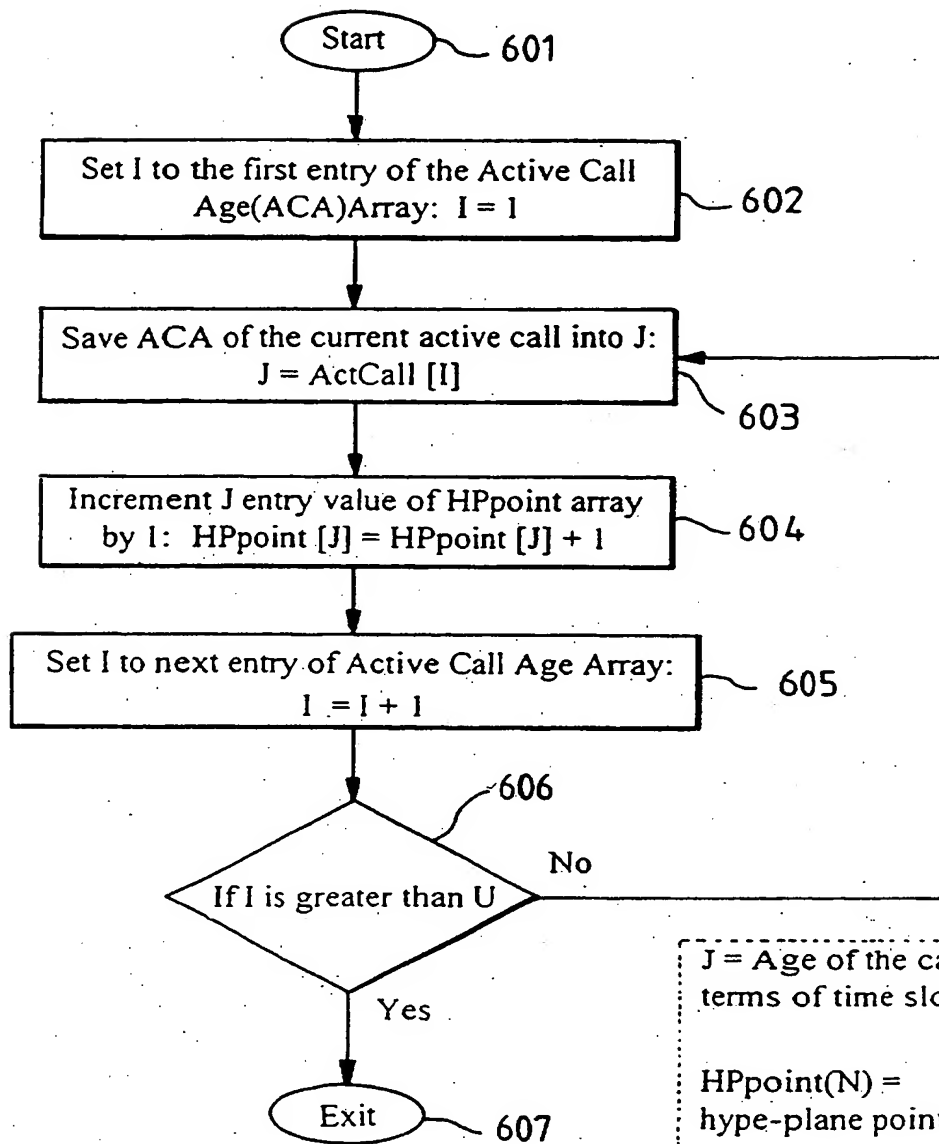 Start
601
Set I to the first entry of the Active Call
Age(ACA)Array: I = 1
602
Save ACA of the current active call into J:
J = ActCall [I]
603
Increment J entry value of HPpoint array
by 1: HPpoint [J] = HPpoint [J] + 1
604
Set I to next entry of Active Call Age Array:
I = I + 1
605
606
If I is greater than U
No
Yes
Exit
607
J = Age of the
terms of time
HPpoint(N) =
hype-plane